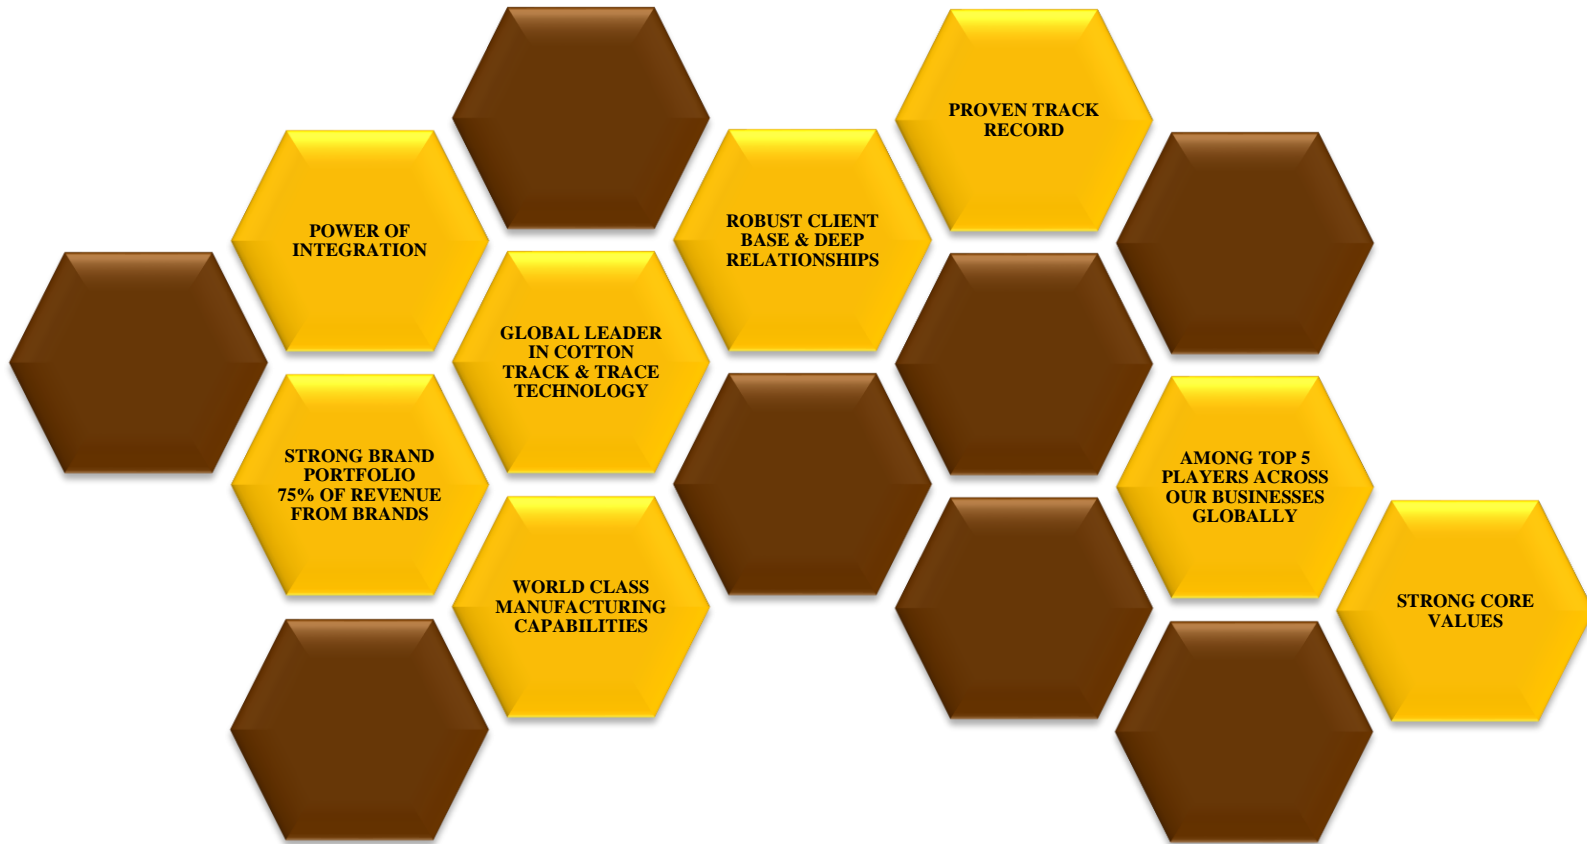 PROVEN TRACK
RECORD
POWER OF
INTEGRATION
ROBUST CLIENT
BASE & DEEP
RELATIONSHIPS
GLOBAL LEADER
IN COTTON
TRACK & TRACE
TECHNOLOGY
STRONG BRAND
PORTFOLIO
75% OF REVENUE
FROM BRANDS
AMONG TOP 5
PLAYERS ACROSS
OUR BUSINESSES
GLOBALLY
WORLD CLASS
MANUFACTURING
CAPABILITIES
STRONG CORE
VALUES